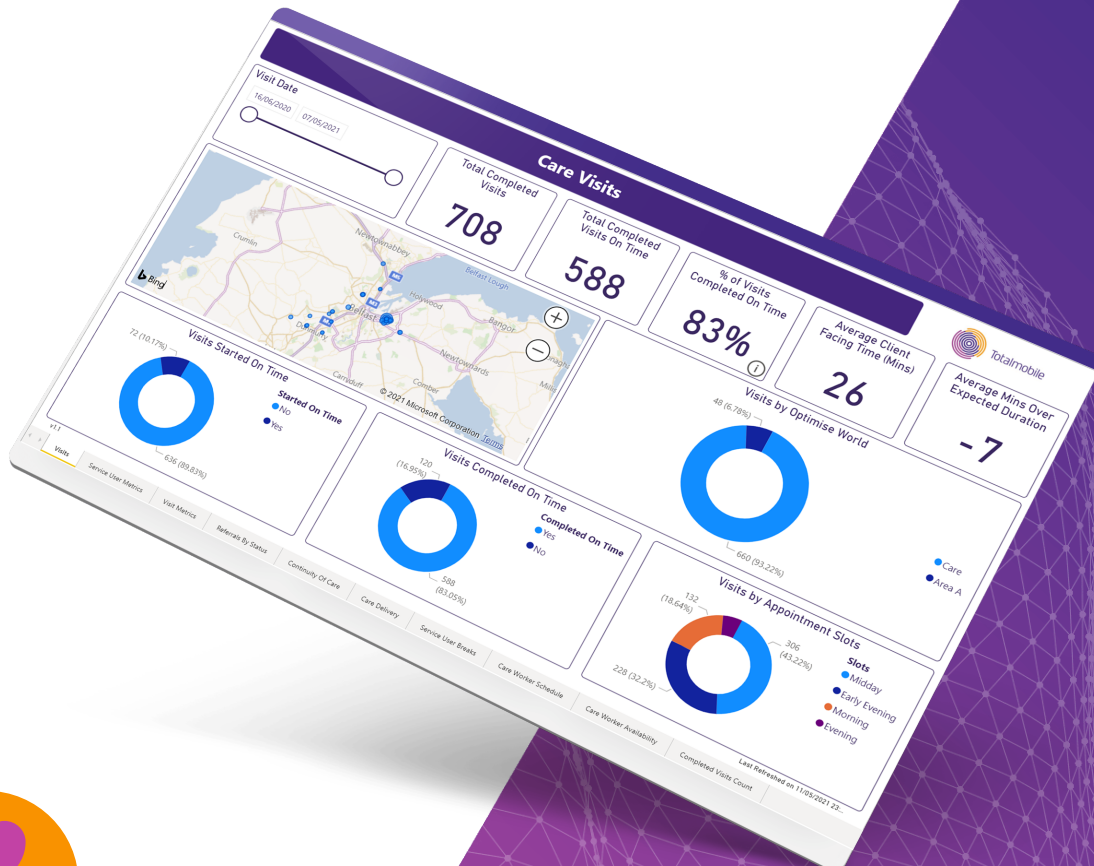 Care Visits
Visit Date
16/06/2020
07/05/2021
Total Completed
Visits
708
Total Completed
Visits On Time
588
% of Visits
Completed On Time
83%
Average Client
Facing Time (Mins)
26
Totalmobile
Average Mins Over
Expected Duration
-7
Crumlin
Newtownabbey
Belfast Lough
Holywood
Bangor
Belfast
Newtownards
Comber
Carryduff
Bing
© 2021 Microsoft Corporation
Terms
Visits Started On Time
72 (10.17%)
636 (89.83%)
Started On Time
No
Yes
Visits Completed On Time
120
(16.95%)
588
(83.05%)
Completed On Time
Yes
No
Visits by Optimise World
48 (6.78%)
660 (93.22%)
Care
Area A
Visits by Appointment Slots
132
(18.64%)
306
(43.22%)
228 (32.2%)
Slots
Midday
Early Evening
Morning
Evening
v1.1
Last Refreshed on 11/05/2021 23...
Visits
Service User Metrics
Visit Metrics
Referrals By Status
Continuity Of Care
Care Delivery
Service User Breaks
Care Worker Schedule
Care Worker Availability
Completed Visits Count